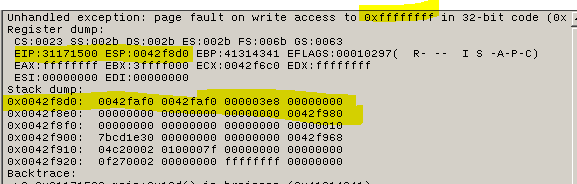 Unhandled exception: page fault on write access to 0xffffffff in 32-bit code (0x
Register dump:
CS:0023 SS:002b DS:002b ES:002b FS:006b GS:0063
EIP:31171500 ESP:0042f8d0 EBP:41314341 EFLAGS:00010297( R- -- I S -A-P-C)
EAX:ffffffff EBX:3ffff000 ECX:0042f6c0 EDX:ffffffff
ESI:00000000 EDI:00000000
Stack dump:
0x0042f8d0: 0042faf0 0042faf0 000003e8 00000000
0x0042f8e0: 00000000 00000000 00000000 0042f980
0x0042f8f0: 00000000 00000000 00000000 00000010
0x0042f900: 7bcd1e30 00000000 00000000 0042f968
0x0042f910: 04c20002 0100007f 00000000 00000000
0x0042f920: 0f270002 00000000 ffffffff 00000000
Backtrace: